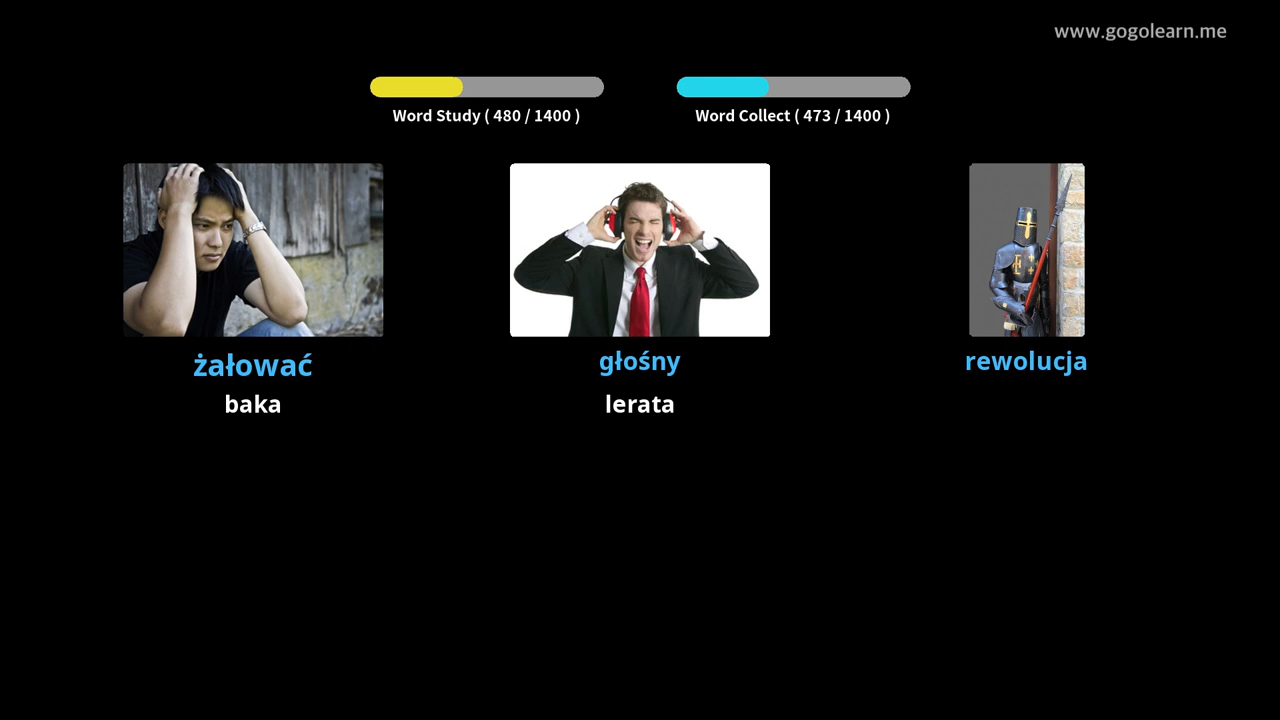 www.gogolearn.me
Word Study ( 480 / 1400 )
Word Collect ( 473 / 1400 )
żałować
głośny
rewolucja
baka
lerata